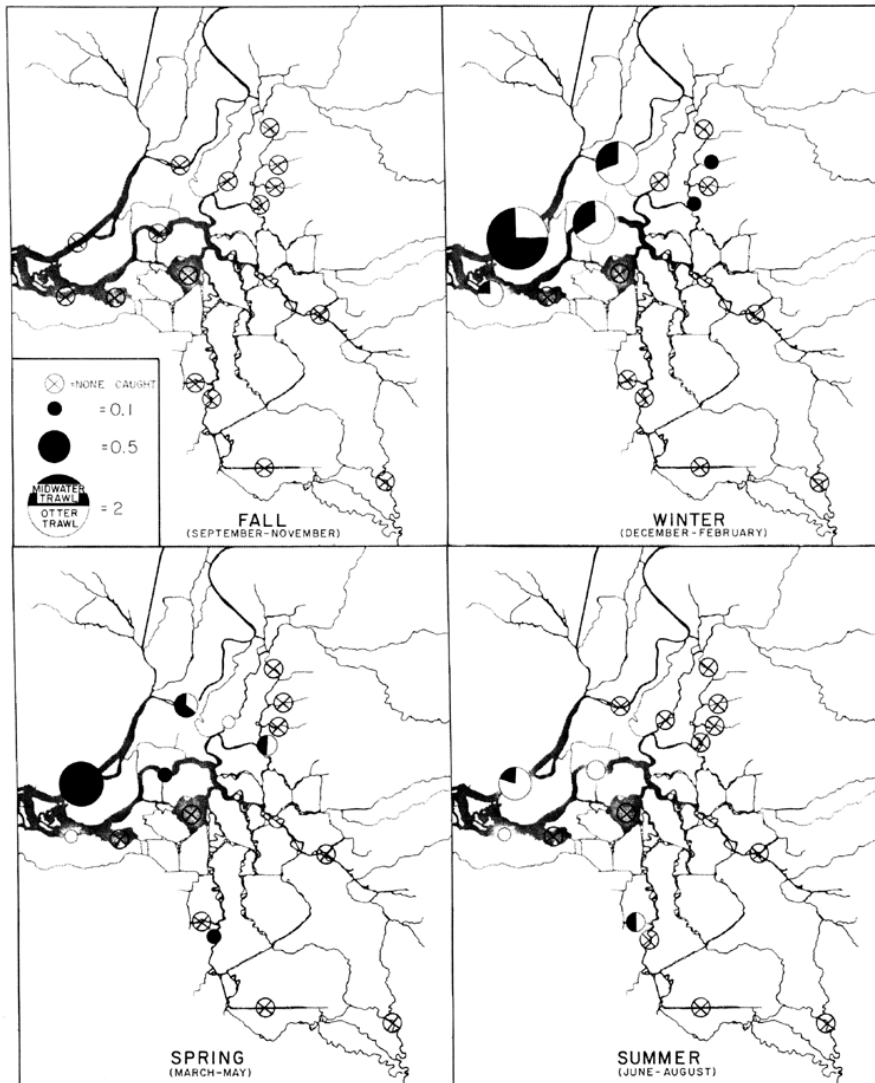 =NONE CAUGHT
=0.1
=0.5
MIDWATER
TRAWL
OTTER
TRAWL
=2
FALL
(SEPTEMBER-NOVEMBER)
WINTER
(DECEMBER-FEBRUARY)
SPRING
(MARCH-MAY)
SUMMER
(JUNE-AUGUST)